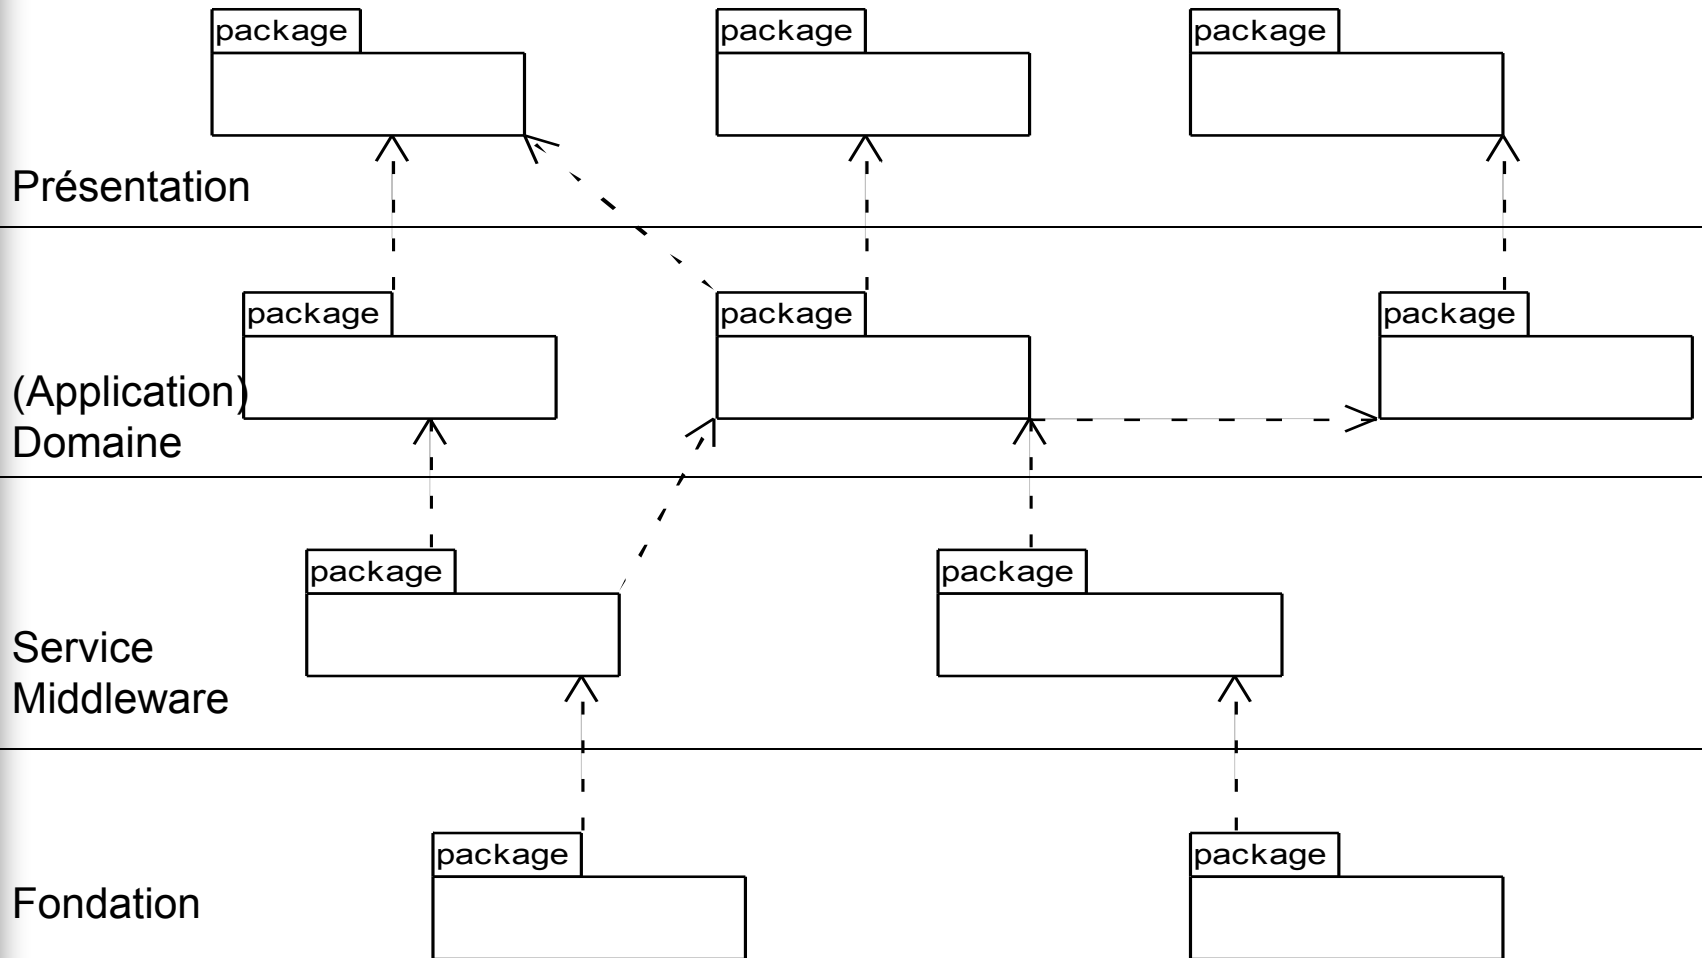 package
package
package
Présentation
package
package
package
(Application)
Domaine
package
package
Service
Middleware
package
package
Fondation